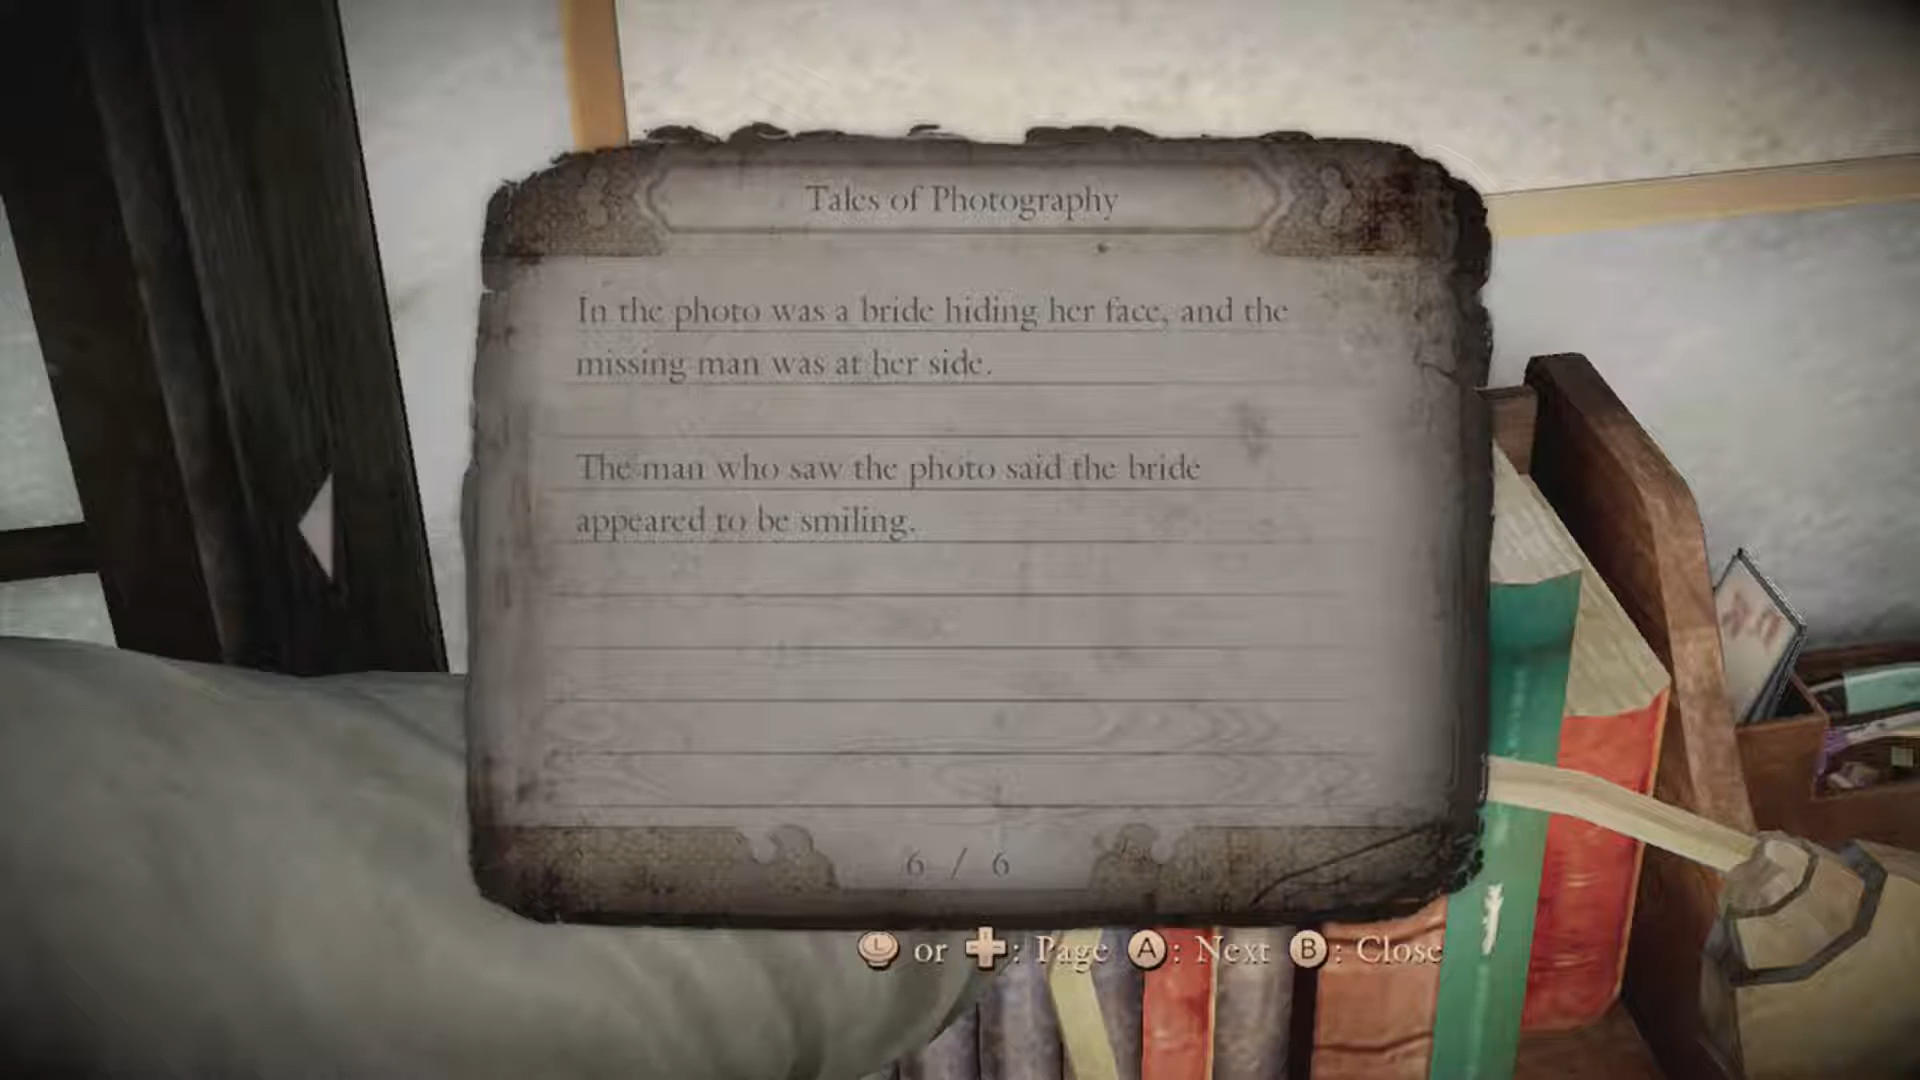 Tales of Photography
In the photo was a bride hiding her face, and the
missing man was at her side.
The man who saw the photo said the bride
appeared to be smiling.
6 / 6
L or : Page A : Next B : Close